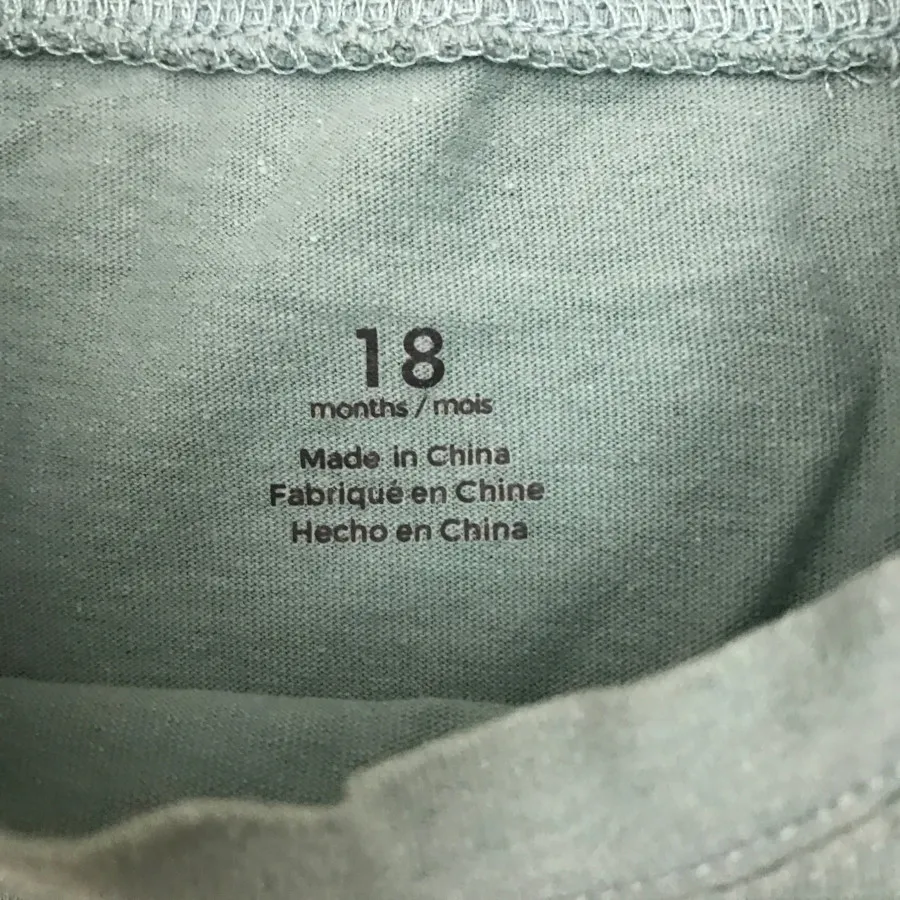 18
months / mois
Made in China
Fabriqué en Chine
Hecho en China